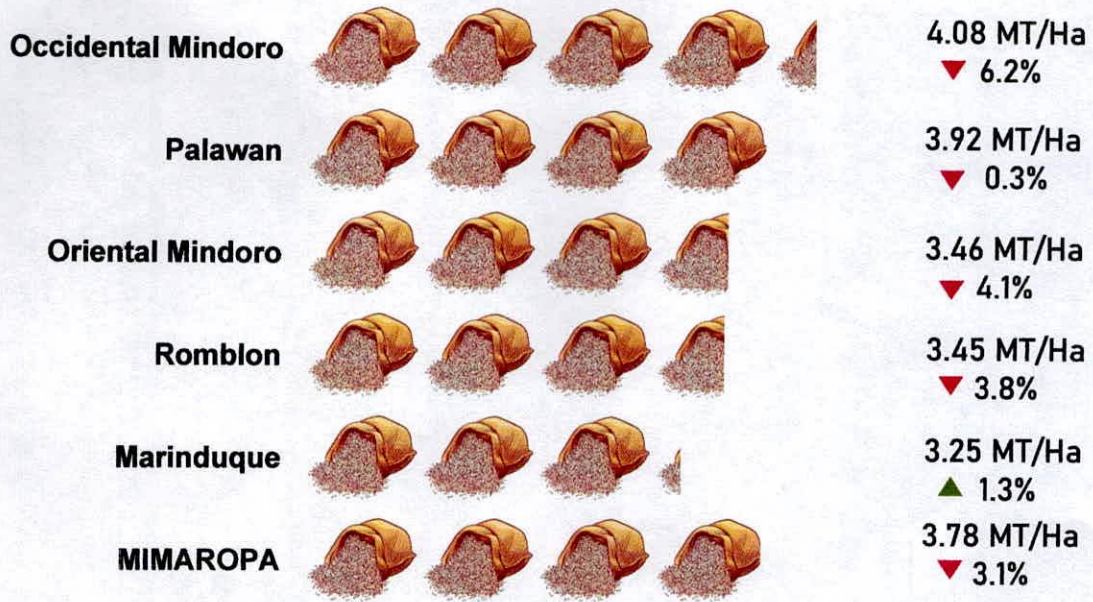 Occidental Mindoro
4.08 MT/Ha
▼ 6.2%
Palawan
3.92 MT/Ha
▼ 0.3%
Oriental Mindoro
3.46 MT/Ha
▼ 4.1%
Romblon
3.45 MT/Ha
▼ 3.8%
Marinduque
3.25 MT/Ha
▲ 1.3%
MIMAROPA
3.78 MT/Ha
▼ 3.1%